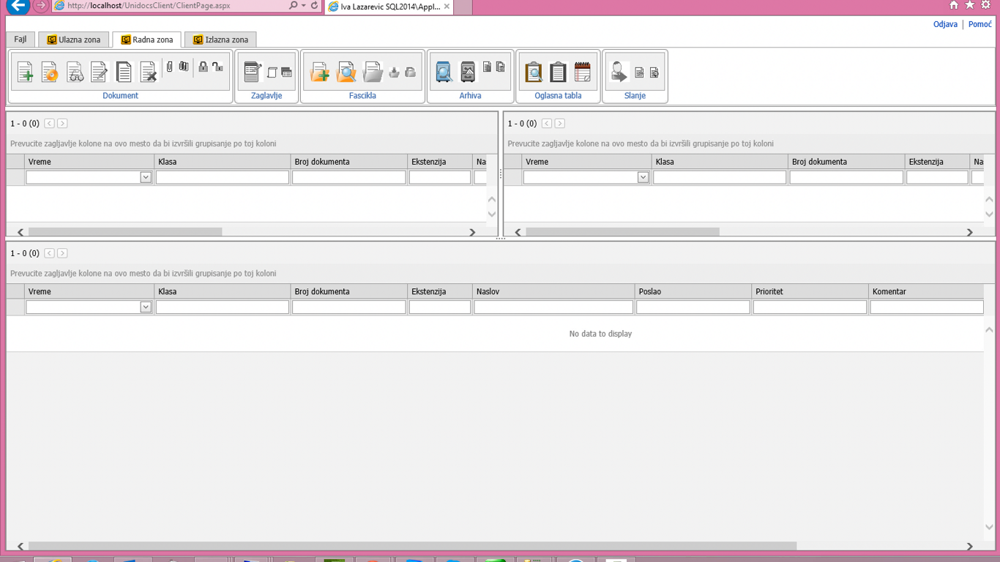 http://localhost/UnidocsClient/ClientPage.aspx
Iva Lazarevic SQL2014\Appl...
Odjava | Pomoć
Fajl
Ulazna zona
Radna zona
Izlazna zona
Dokument
Zaglavlje
Fascikla
Arhiva
Oglasna tabla
Slanje
1 - 0 (0)
Prevucite zagljavlje kolone na ovo mesto da bi izvršili grupisanje po toj koloni
Vreme Klasa Broj dokumenta Ekstenzija Na
1 - 0 (0)
Prevucite zagljavlje kolone na ovo mesto da bi izvršili grupisanje po toj koloni
Vreme Klasa Broj dokumenta Ekstenzija Na
1 - 0 (0)
Prevucite zagljavlje kolone na ovo mesto da bi izvršili grupisanje po toj koloni
Vreme Klasa Broj dokumenta Ekstenzija Naslov Poslao Prioritet Komentar
No data to display